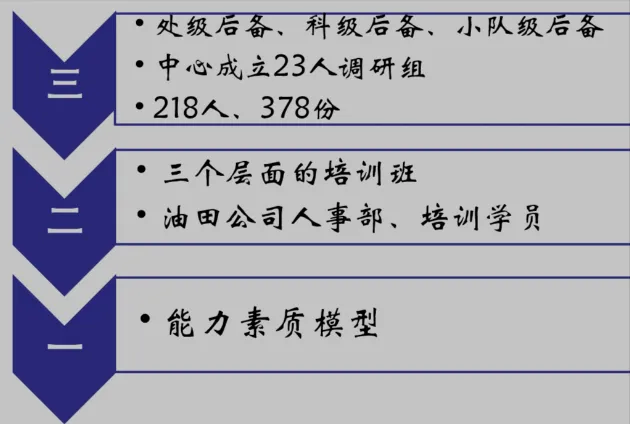 三
处级后备、科级后备、小队级后备
中心成立23人调研组
218人、378份
二
三个层面的培训班
油田公司人事部、培训学员
一
能力素质模型